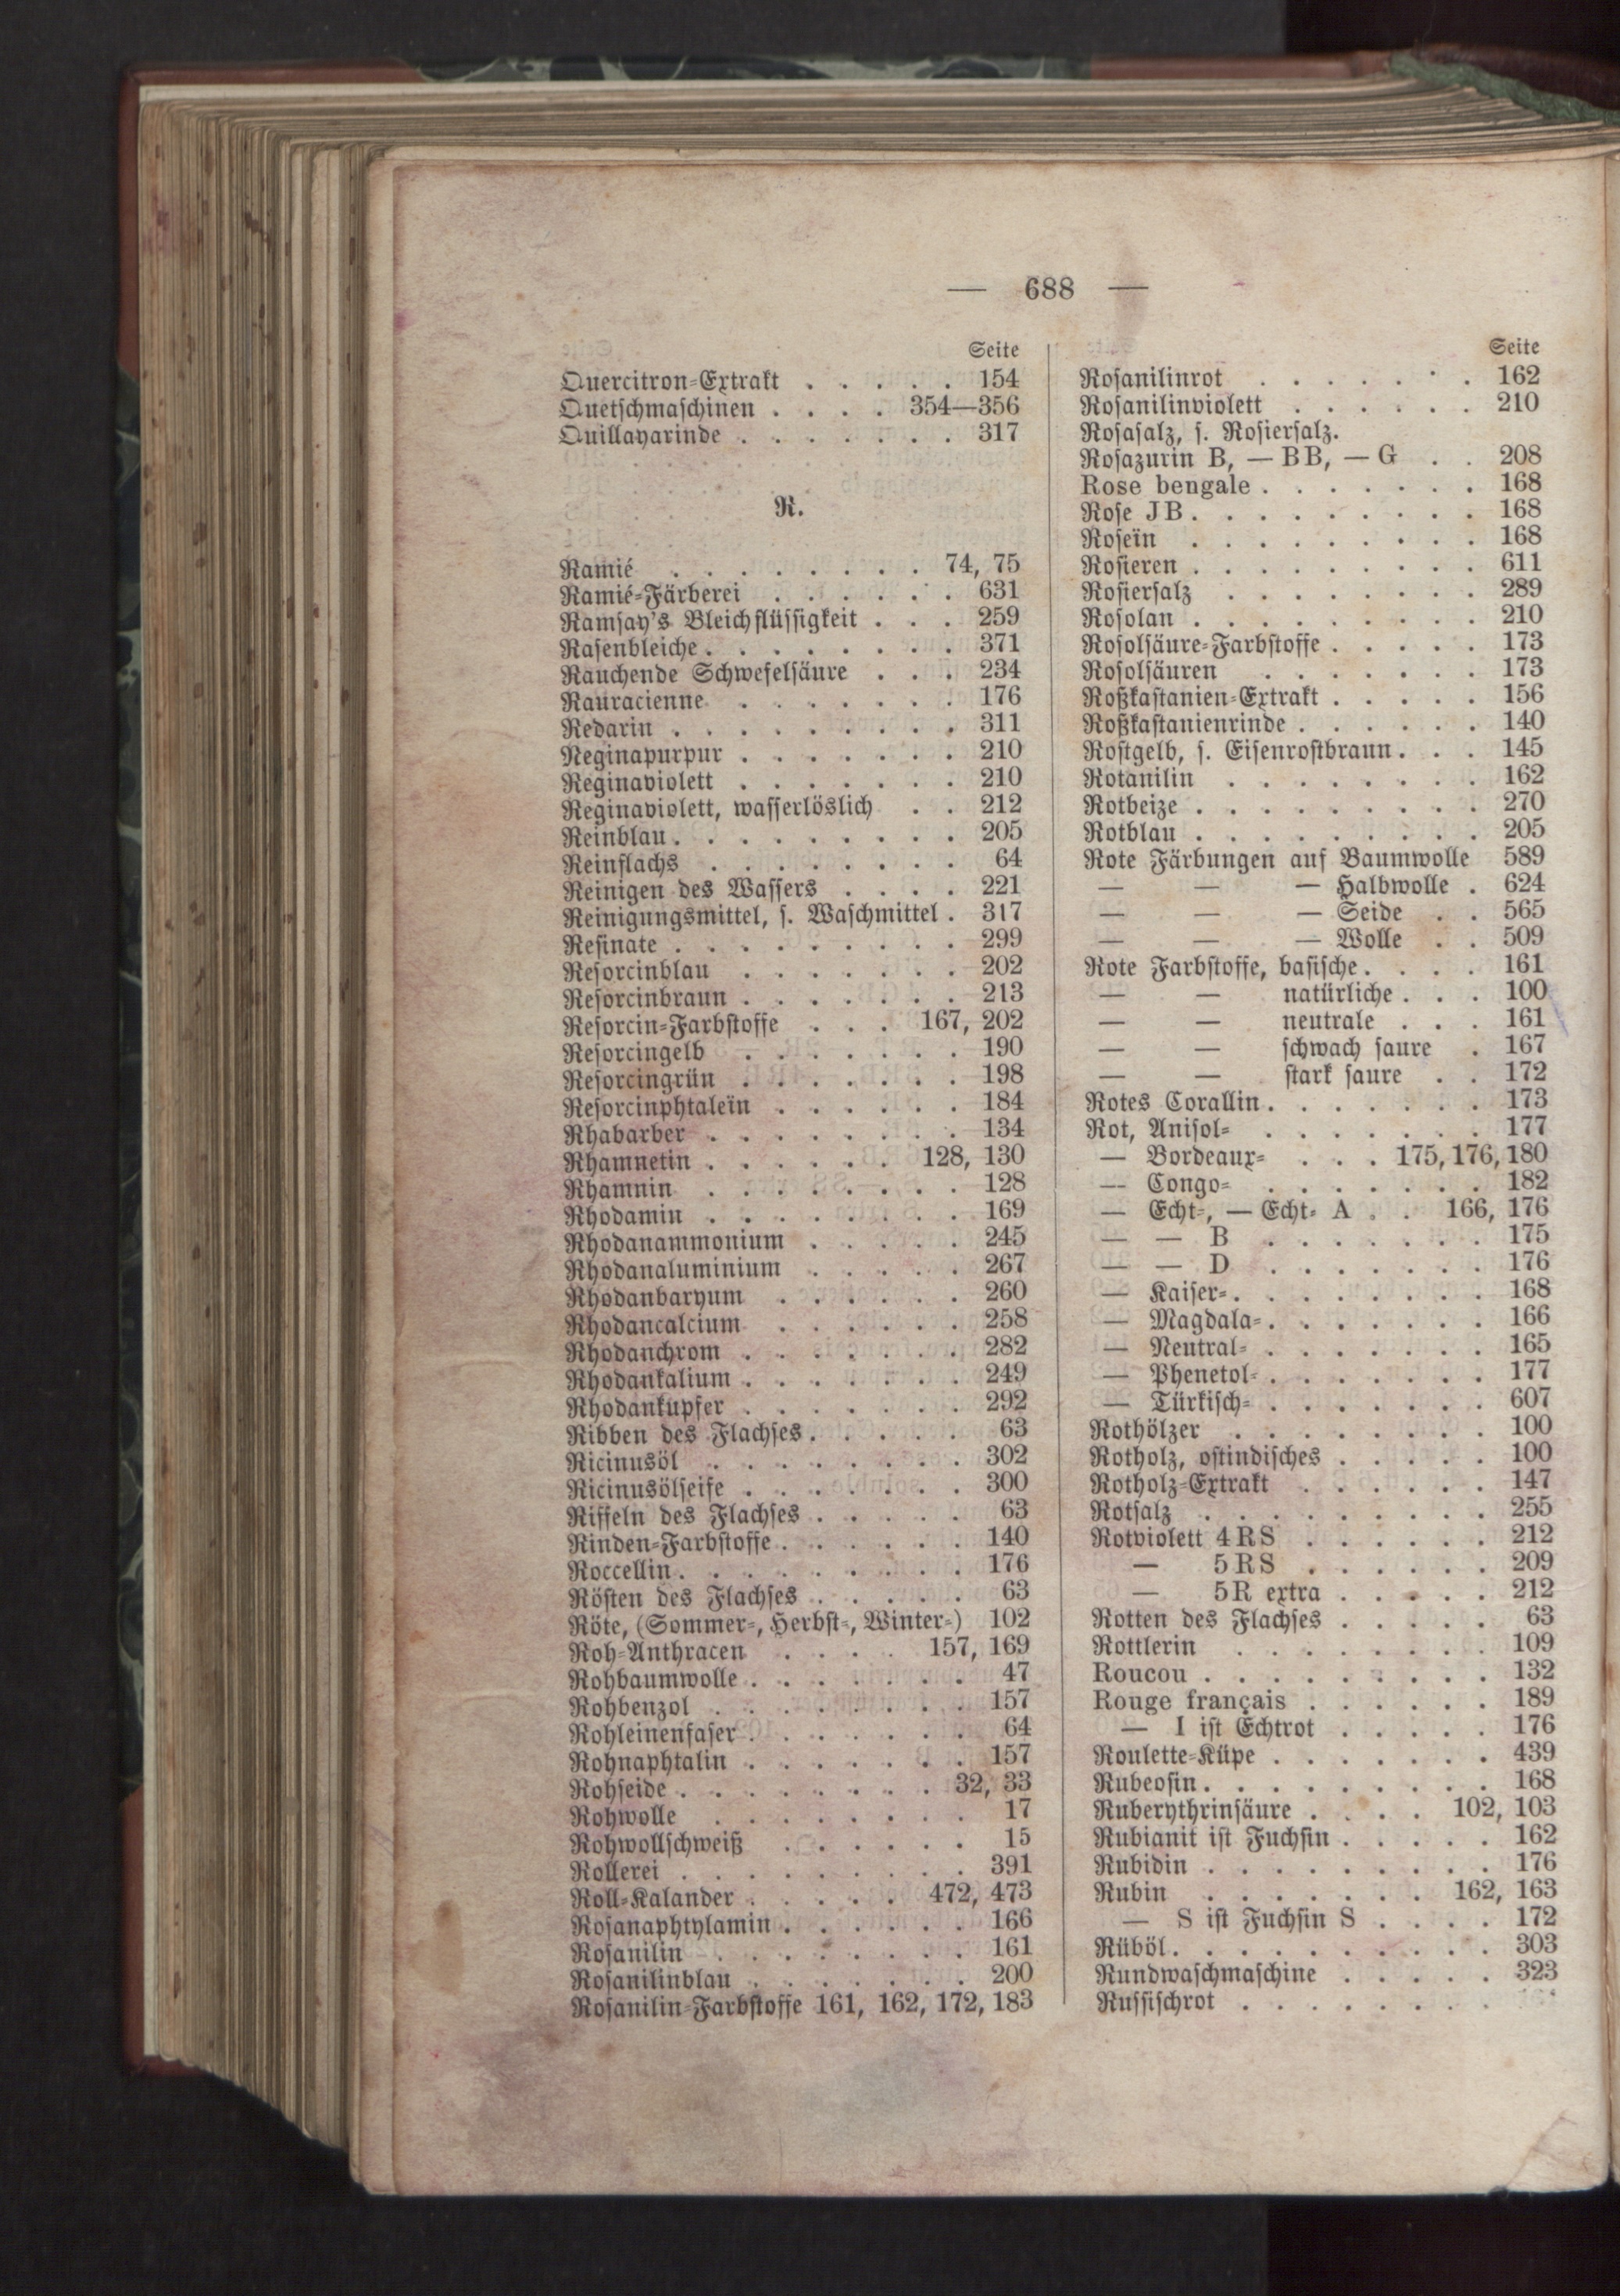 — 688 —
Seite
Quercitron-Extrakt . . . . . 154
Quetschmaschinen . . . . 354—356
Quillayarinde . . . . . . . 317
R.
Ramié . . . . . . . . 74, 75
Ramié-Färberei . . . . . . 631
Ramsay's Bleichflüssigkeit . . . 259
Rasenbleiche . . . . . . . . 371
Rauchende Schwefelsäure . . . 234
Rauracienne . . . . . . . 176
Redarin . . . . . . . . . 311
Reginapurpur . . . . . . . 210
Reginaviolett . . . . . . . 210
Reginaviolett, wasserlöslich . . 212
Reinblau . . . . . . . . . 205
Reinflachs . . . . . . . . 64
Reinigen des Wassers . . . . 221
Reinigungsmittel, s. Waschmittel . 317
Resinate . . . . . . . . . 299
Resorcinblau . . . . . . . 202
Resorcinbraun . . . . . . . 213
Resorcin-Farbstoffe . . . 167, 202
Resorcingelb . . . . . . . 190
Resorcingrün . . . . . . . 198
Resorcinphtaleïn . . . . . . 184
Rhabarber . . . . . . . . 134
Rhamnetin . . . . . . 128, 130
Rhamnin . . . . . . . . 128
Rhodamin . . . . . . . . 169
Rhodanammonium . . . . . 245
Rhodanaluminium . . . . . 267
Rhodanbaryum . . . . . . 260
Rhodancalcium . . . . . . 258
Rhodanchrom . . . . . . . 282
Rhodankalium . . . . . . . 249
Rhodankupfer . . . . . . . 292
Ribben des Flachses . . . . . 63
Ricinusöl . . . . . . . . 302
Ricinusölseife . . . . . . . 300
Riffeln des Flachses . . . . . 63
Rinden-Farbstoffe . . . . . . 140
Roccellin . . . . . . . . . 176
Rösten des Flachses . . . . . 63
Röte, (Sommer-, Herbst-, Winter-) 102
Roh-Anthracen . . . . 157, 169
Rohbaumwolle . . . . . . . 47
Rohbenzol . . . . . . . . 157
Rohleinenfaser . . . . . . . 64
Rohnaphtalin . . . . . . . 157
Rohseide . . . . . . . . 32, 33
Rohwolle . . . . . . . . 17
Rohwollschweiß . . . . . . 15
Rollerei . . . . . . . . . 391
Roll-Kalander . . . . . 472, 473
Rosanaphtylamin . . . . . . 166
Rosanilin . . . . . . . . 161
Rosanilinblau . . . . . . . 200
Rosanilin-Farbstoffe 161, 162, 172, 183
Seite
Rosanilinrot . . . . . . . 162
Rosanilinviolett . . . . . . 210
Rosasalz, s. Rosiersalz.
Rosazurin B, — BB, — G . . 208
Rose bengale . . . . . . . 168
Rose JB . . . . . . . . . 168
Roseïn . . . . . . . . . 168
Rosieren . . . . . . . . . 611
Rosiersalz . . . . . . . . 289
Rosolan . . . . . . . . . 210
Rosolsäure-Farbstoffe . . . . . 173
Rosolsäuren . . . . . . . 173
Roßkastanien-Extrakt . . . . . 156
Roßkastanienrinde . . . . . . 140
Rostgelb, s. Eisenrostbraun . . . 145
Rotanilin . . . . . . . . 162
Rotbeize . . . . . . . . . 270
Rotblau . . . . . . . . . 205
Rote Färbungen auf Baumwolle 589
— — — Halbwolle . 624
— — — Seide . . 565
— — — Wolle . . 509
Rote Farbstoffe, basische . . . . 161
— — natürliche . . . 100
— — neutrale . . . 161
— — schwach saure . 167
— — stark saure . . 172
Rotes Corallin . . . . . . . 173
Rot, Anisol- . . . . . . . 177
— Bordeaux- . . . 175, 176, 180
— Congo- . . . . . . . 182
— Echt-, — Echt- A . . 166, 176
— — B . . . . . . . 175
— — D . . . . . . . 176
— Kaiser- . . . . . . . . 168
— Magdala- . . . . . . . 166
— Neutral- . . . . . . . 165
— Phenetol- . . . . . . . 177
— Türkisch- . . . . . . . 607
Rothölzer . . . . . . . . 100
Rotholz, ostindisches . . . . . 100
Rotholz-Extrakt . . . . . . 147
Rotsalz . . . . . . . . . 255
Rotviolett 4RS . . . . . . 212
— 5RS . . . . . . 209
— 5R extra . . . . . 212
Rotten des Flachses . . . . . 63
Rottlerin . . . . . . . . 109
Roucou . . . . . . . . . 132
Rouge français . . . . . . 189
— I ist Echtrot . . . . . 176
Roulette-Küpe . . . . . . . 439
Rubeosin . . . . . . . . . 168
Ruberythrinsäure . . . . 102, 103
Rubianit ist Fuchsin . . . . . 162
Rubidin . . . . . . . . . 176
Rubin . . . . . . . 162, 163
— S ist Fuchsin S . . . . 172
Rüböl . . . . . . . . . . 303
Rundwaschmaschine . . . . . 323
Russischrot . . . . . . . .